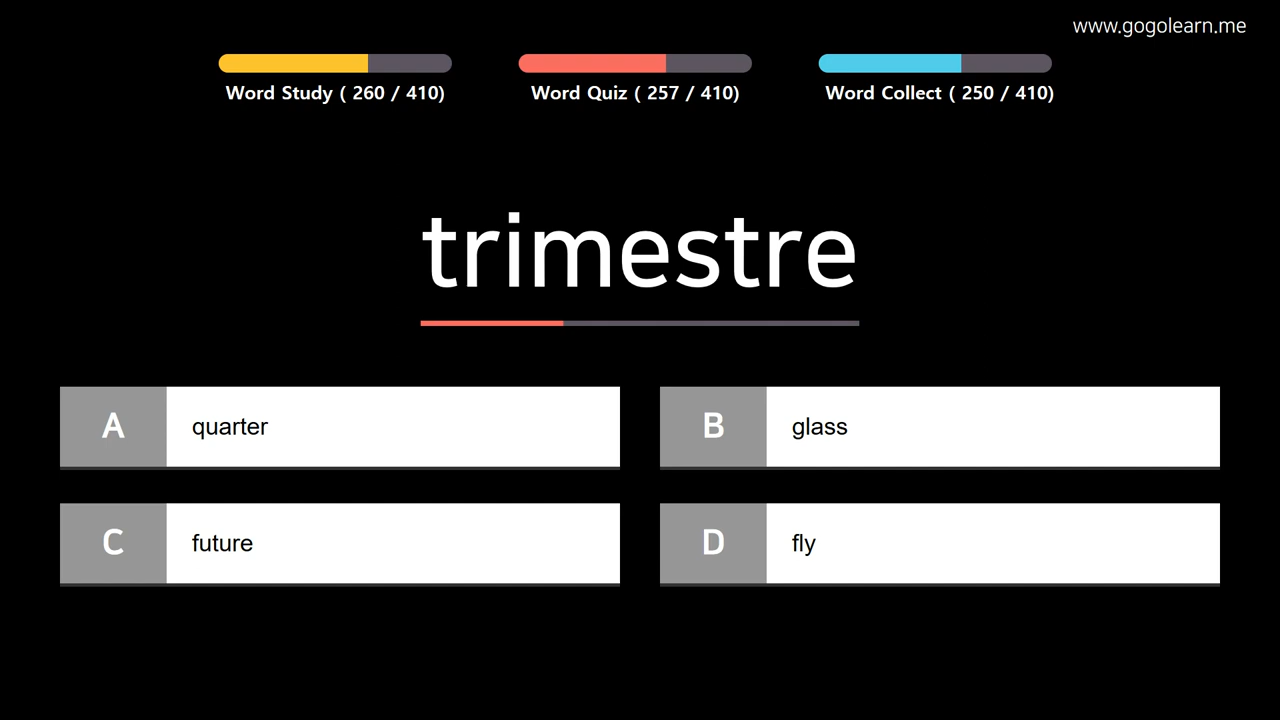 www.gogolearn.me
Word Study ( 260 / 410)
Word Quiz ( 257 / 410)
Word Collect ( 250 / 410)
trimestre
A quarter
B glass
C future
D fly